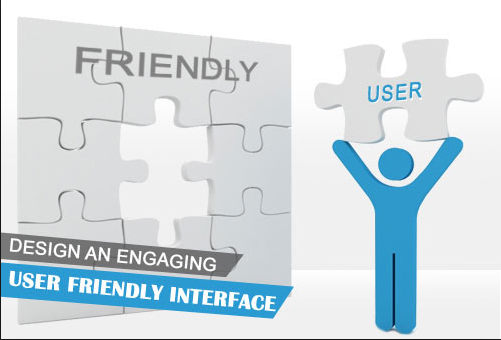 FRIENDLY
USER
DESIGN AN ENGAGING
USER FRIENDLY INTERFACE